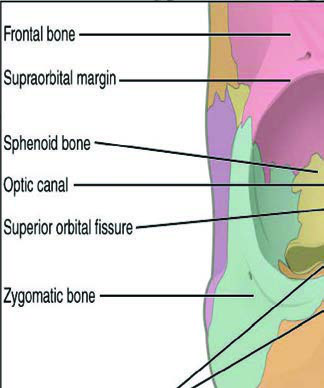 Frontal bone
Supraorbital margin
Sphenoid bone
Optic canal
Superior orbital fissure
Zygomatic bone